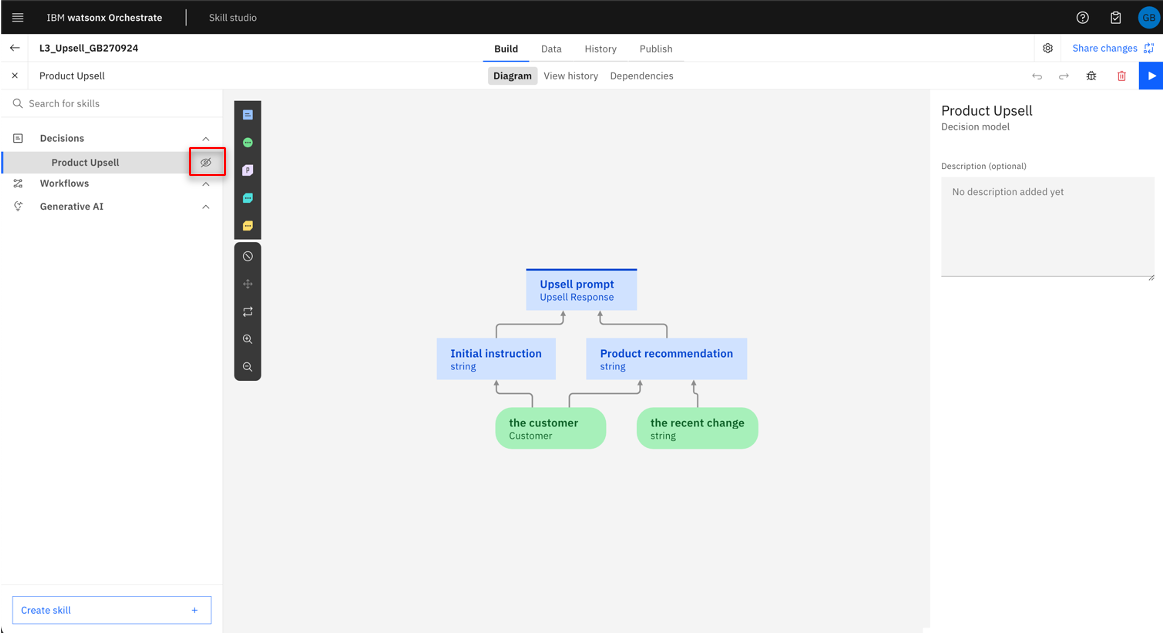 IBM watsonx Orchestrate
Skill studio
GB
L3_Upsell_GB270924
Build
Data
History
Publish
Share changes
Product Upsell
Diagram
View history
Dependencies
Search for skills
Decisions
Product Upsell
Workflows
Generative AI
Create skill +
Upsell prompt
Upsell Response
Initial instruction
string
Product recommendation
string
the customer
Customer
the recent change
string
Product Upsell
Decision model
Description (optional)
No description added yet